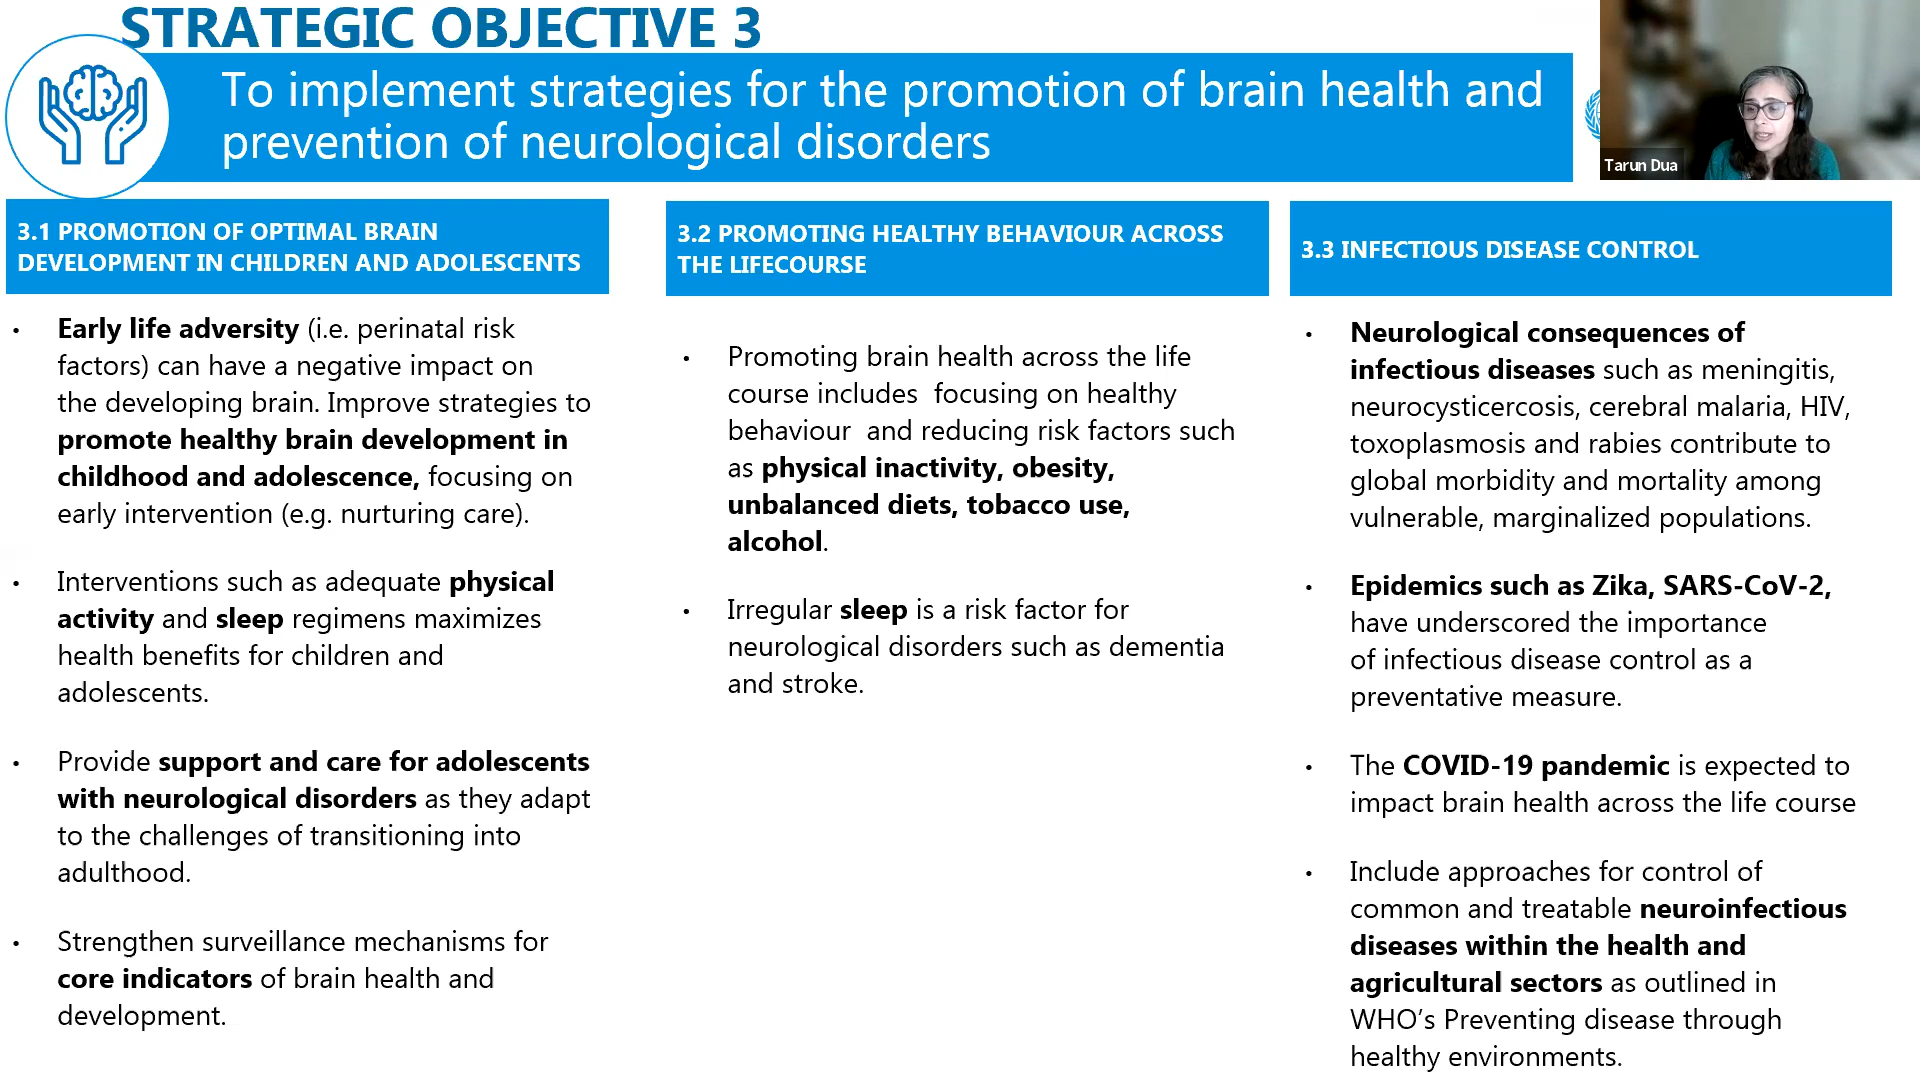 STRATEGIC OBJECTIVE 3
To implement strategies for the promotion of brain health and
prevention of neurological disorders
Tarun Dua
3.1 PROMOTION OF OPTIMAL BRAIN
DEVELOPMENT IN CHILDREN AND ADOLESCENTS
• Early life adversity (i.e. perinatal risk
factors) can have a negative impact on
the developing brain. Improve strategies to
promote healthy brain development in
childhood and adolescence, focusing on
early intervention (e.g. nurturing care).
• Interventions such as adequate physical
activity and sleep regimens maximizes
health benefits for children and
adolescents.
• Provide support and care for adolescents
with neurological disorders as they adapt
to the challenges of transitioning into
adulthood.
• Strengthen surveillance mechanisms for
core indicators of brain health and
development.
3.2 PROMOTING HEALTHY BEHAVIOUR ACROSS
THE LIFECOURSE
• Promoting brain health across the life
course includes focusing on healthy
behaviour and reducing risk factors such
as physical inactivity, obesity,
unbalanced diets, tobacco use,
alcohol.
• Irregular sleep is a risk factor for
neurological disorders such as dementia
and stroke.
3.3 INFECTIOUS DISEASE CONTROL
• Neurological consequences of
infectious diseases such as meningitis,
neurocysticercosis, cerebral malaria, HIV,
toxoplasmosis and rabies contribute to
global morbidity and mortality among
vulnerable, marginalized populations.
• Epidemics such as Zika, SARS-CoV-2,
have underscored the importance
of infectious disease control as a
preventative measure.
• The COVID-19 pandemic is expected to
impact brain health across the life course
• Include approaches for control of
common and treatable neuroinfectious
diseases within the health and
agricultural sectors as outlined in
WHO’s Preventing disease through
healthy environments.